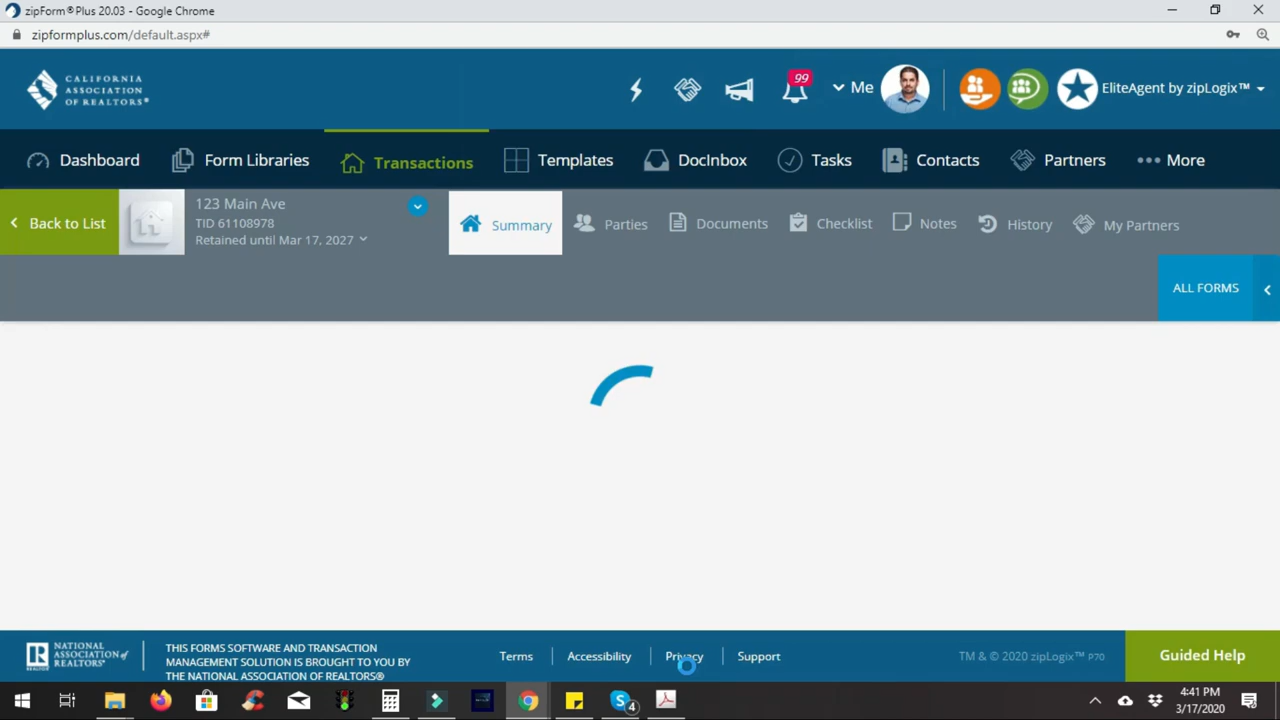 zipForm®Plus 20.03 - Google Chrome
zipformplus.com/default.aspx#
CALIFORNIA
ASSOCIATION
OF REALTORS®
99
Me
EliteAgent by zipLogix™
Dashboard
Form Libraries
Transactions
Templates
DocInbox
Tasks
Contacts
Partners
More
Back to List
123 Main Ave
TID 61108978
Retained until Mar 17, 2027
Summary
Parties
Documents
Checklist
Notes
History
My Partners
ALL FORMS
NATIONAL
ASSOCIATION of
REALTORS®
THIS FORMS SOFTWARE AND TRANSACTION
MANAGEMENT SOLUTION IS BROUGHT TO YOU BY
THE NATIONAL ASSOCIATION OF REALTORS®
Terms
Accessibility
Privacy
Support
TM & © 2020 zipLogix™ P70
Guided Help
4
4:41 PM
3/17/2020